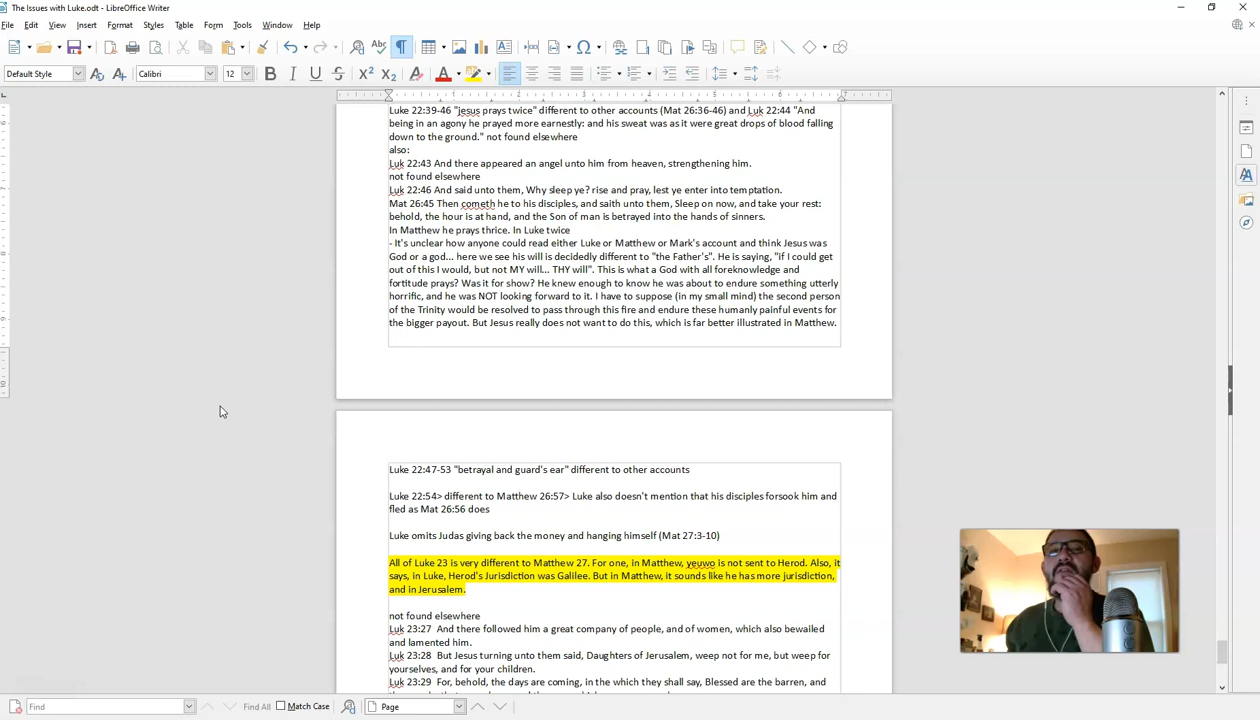 The Issues with Luke.odt - LibreOffice Writer
File Edit View Insert Format Styles Table Form Tools Window Help
Default Style Calibri 12
Luke 22:39-46 "jesus prays twice" different to other accounts (Mat 26:36-46) and Luk 22:44 "And
being in an agony he prayed more earnestly: and his sweat was as it were great drops of blood falling
down to the ground." not found elsewhere
also:
Luk 22:43 And there appeared an angel unto him from heaven, strengthening him.
not found elsewhere
Luk 22:46 And said unto them, Why sleep ye? rise and pray, lest ye enter into temptation.
Mat 26:45 Then cometh he to his disciples, and saith unto them, Sleep on now, and take your rest:
behold, the hour is at hand, and the Son of man is betrayed into the hands of sinners.
In Matthew he prays thrice. In Luke twice
- It's unclear how anyone could read either Luke or Matthew or Mark's account and think Jesus was
God or a god... here we see his will is decidedly different to "the Father's". He is saying, "if I could get
out of this I would, but not MY will... THY will". This is what a God with all foreknowledge and
fortitude prays? Was it for show? He knew enough to know he was about to endure something utterly
horrific, and he was NOT looking forward to it. I have to suppose (in my small mind) the second person
of the Trinity would be resolved to pass through this fire and endure these humanly painful events for
the bigger payout. But Jesus really does not want to do this, which is far better illustrated in Matthew.
Luke 22:47-53 "betrayal and guard's ear" different to other accounts
Luke 22:54> different to Matthew 26:57> Luke also doesn't mention that his disciples forsook him and
fled as Mat 26:56 does
Luke omits Judas giving back the money and hanging himself (Mat 27:3-10)
All of Luke 23 is very different to Matthew 27. For one, in Matthew, yeuwo is not sent to Herod. Also, it
says, in Luke, Herod's Jurisdiction was Galilee. But in Matthew, it sounds like he has more jurisdiction,
and in Jerusalem.
not found elsewhere
Luk 23:27 And there followed him a great company of people, and of women, which also bewailed
and lamented him.
Luk 23:28 But Jesus turning unto them said, Daughters of Jerusalem, weep not for me, but weep for
yourselves, and for your children.
Luk 23:29 For, behold, the days are coming, in the which they shall say, Blessed are the barren, and
Find Find All Match Case Page